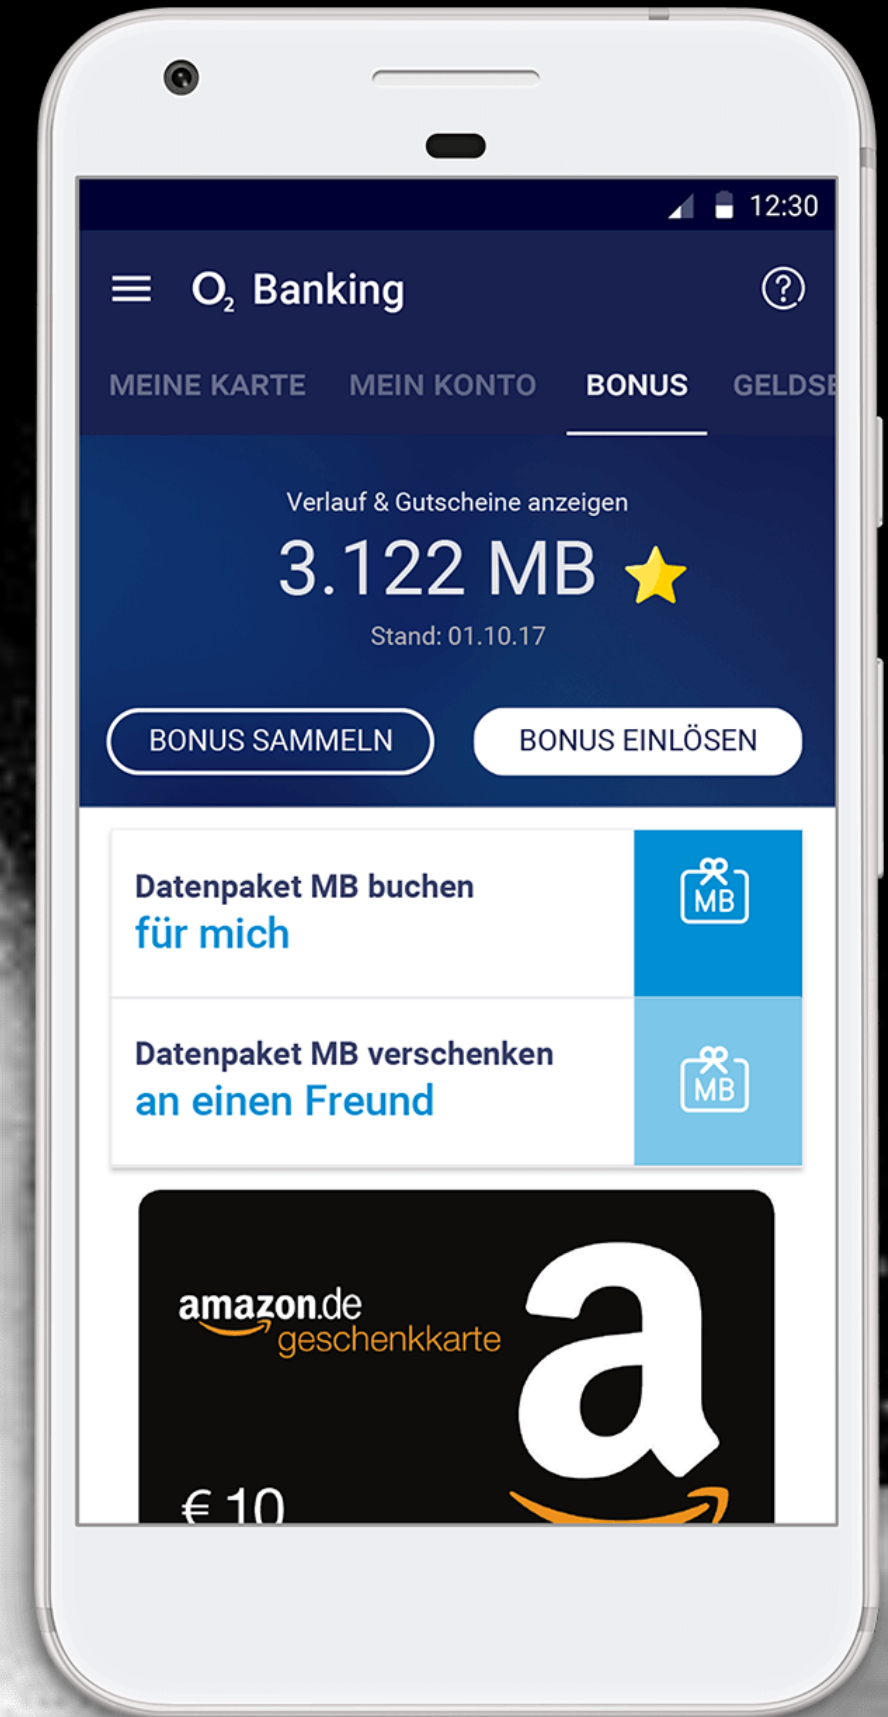 12:30
O₂ Banking
?
MEINE KARTE MEIN KONTO BONUS GELDSE
Verlauf & Gutscheine anzeigen
3.122 MB
Stand: 01.10.17
BONUS SAMMELN BONUS EINLÖSEN
Datenpaket MB buchen
für mich
MB
Datenpaket MB verschenken
an einen Freund
MB
amazon.de
geschenkkarte
a
€ 10